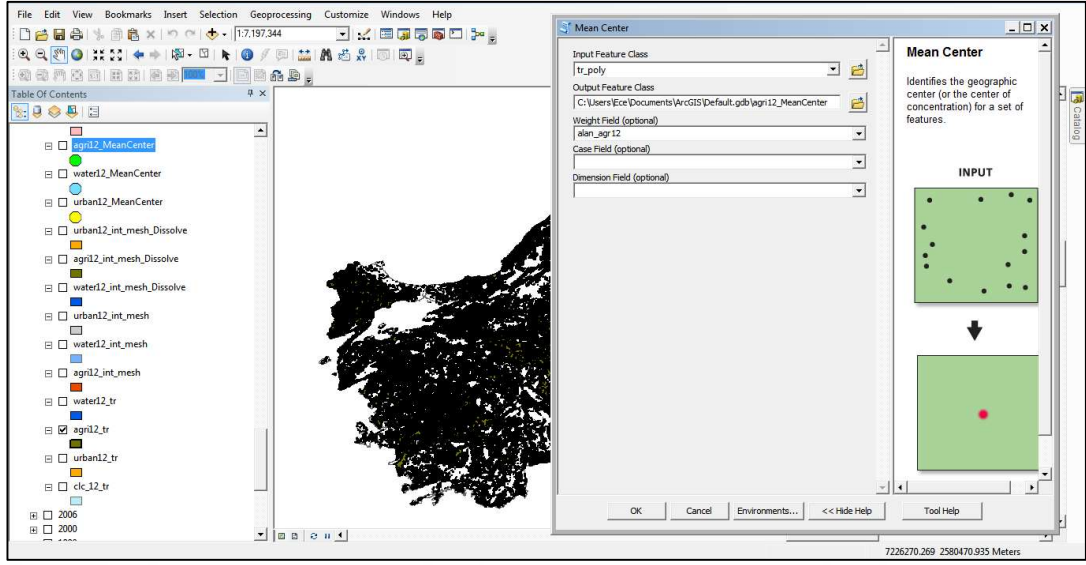 File Edit View Bookmarks Insert Selection Geoprocessing Customize Windows Help
1:7,197,344
100%
Table Of Contents
agri12_MeanCenter
water12_MeanCenter
urban12_MeanCenter
urban12_int_mesh_Dissolve
agri12_int_mesh_Dissolve
water12_int_mesh_Dissolve
urban12_int_mesh
water12_int_mesh
agri12_int_mesh
water12_tr
agri12_tr
urban12_tr
clc_12_tr
2006
2000
Mean Center
Input Feature Class
tr_poly
Output Feature Class
C:\Users\Ece\Documents\ArcGIS\Default.gdb\agri12_MeanCenter
Weight Field (optional)
alan_agr12
Case Field (optional)
Dimension Field (optional)
OK Cancel Environments... << Hide Help Tool Help
Mean Center
Identifies the geographic
center (or the center of
concentration) for a set of
features.
INPUT
Catalog
7226270.269 2580470.935 Meters